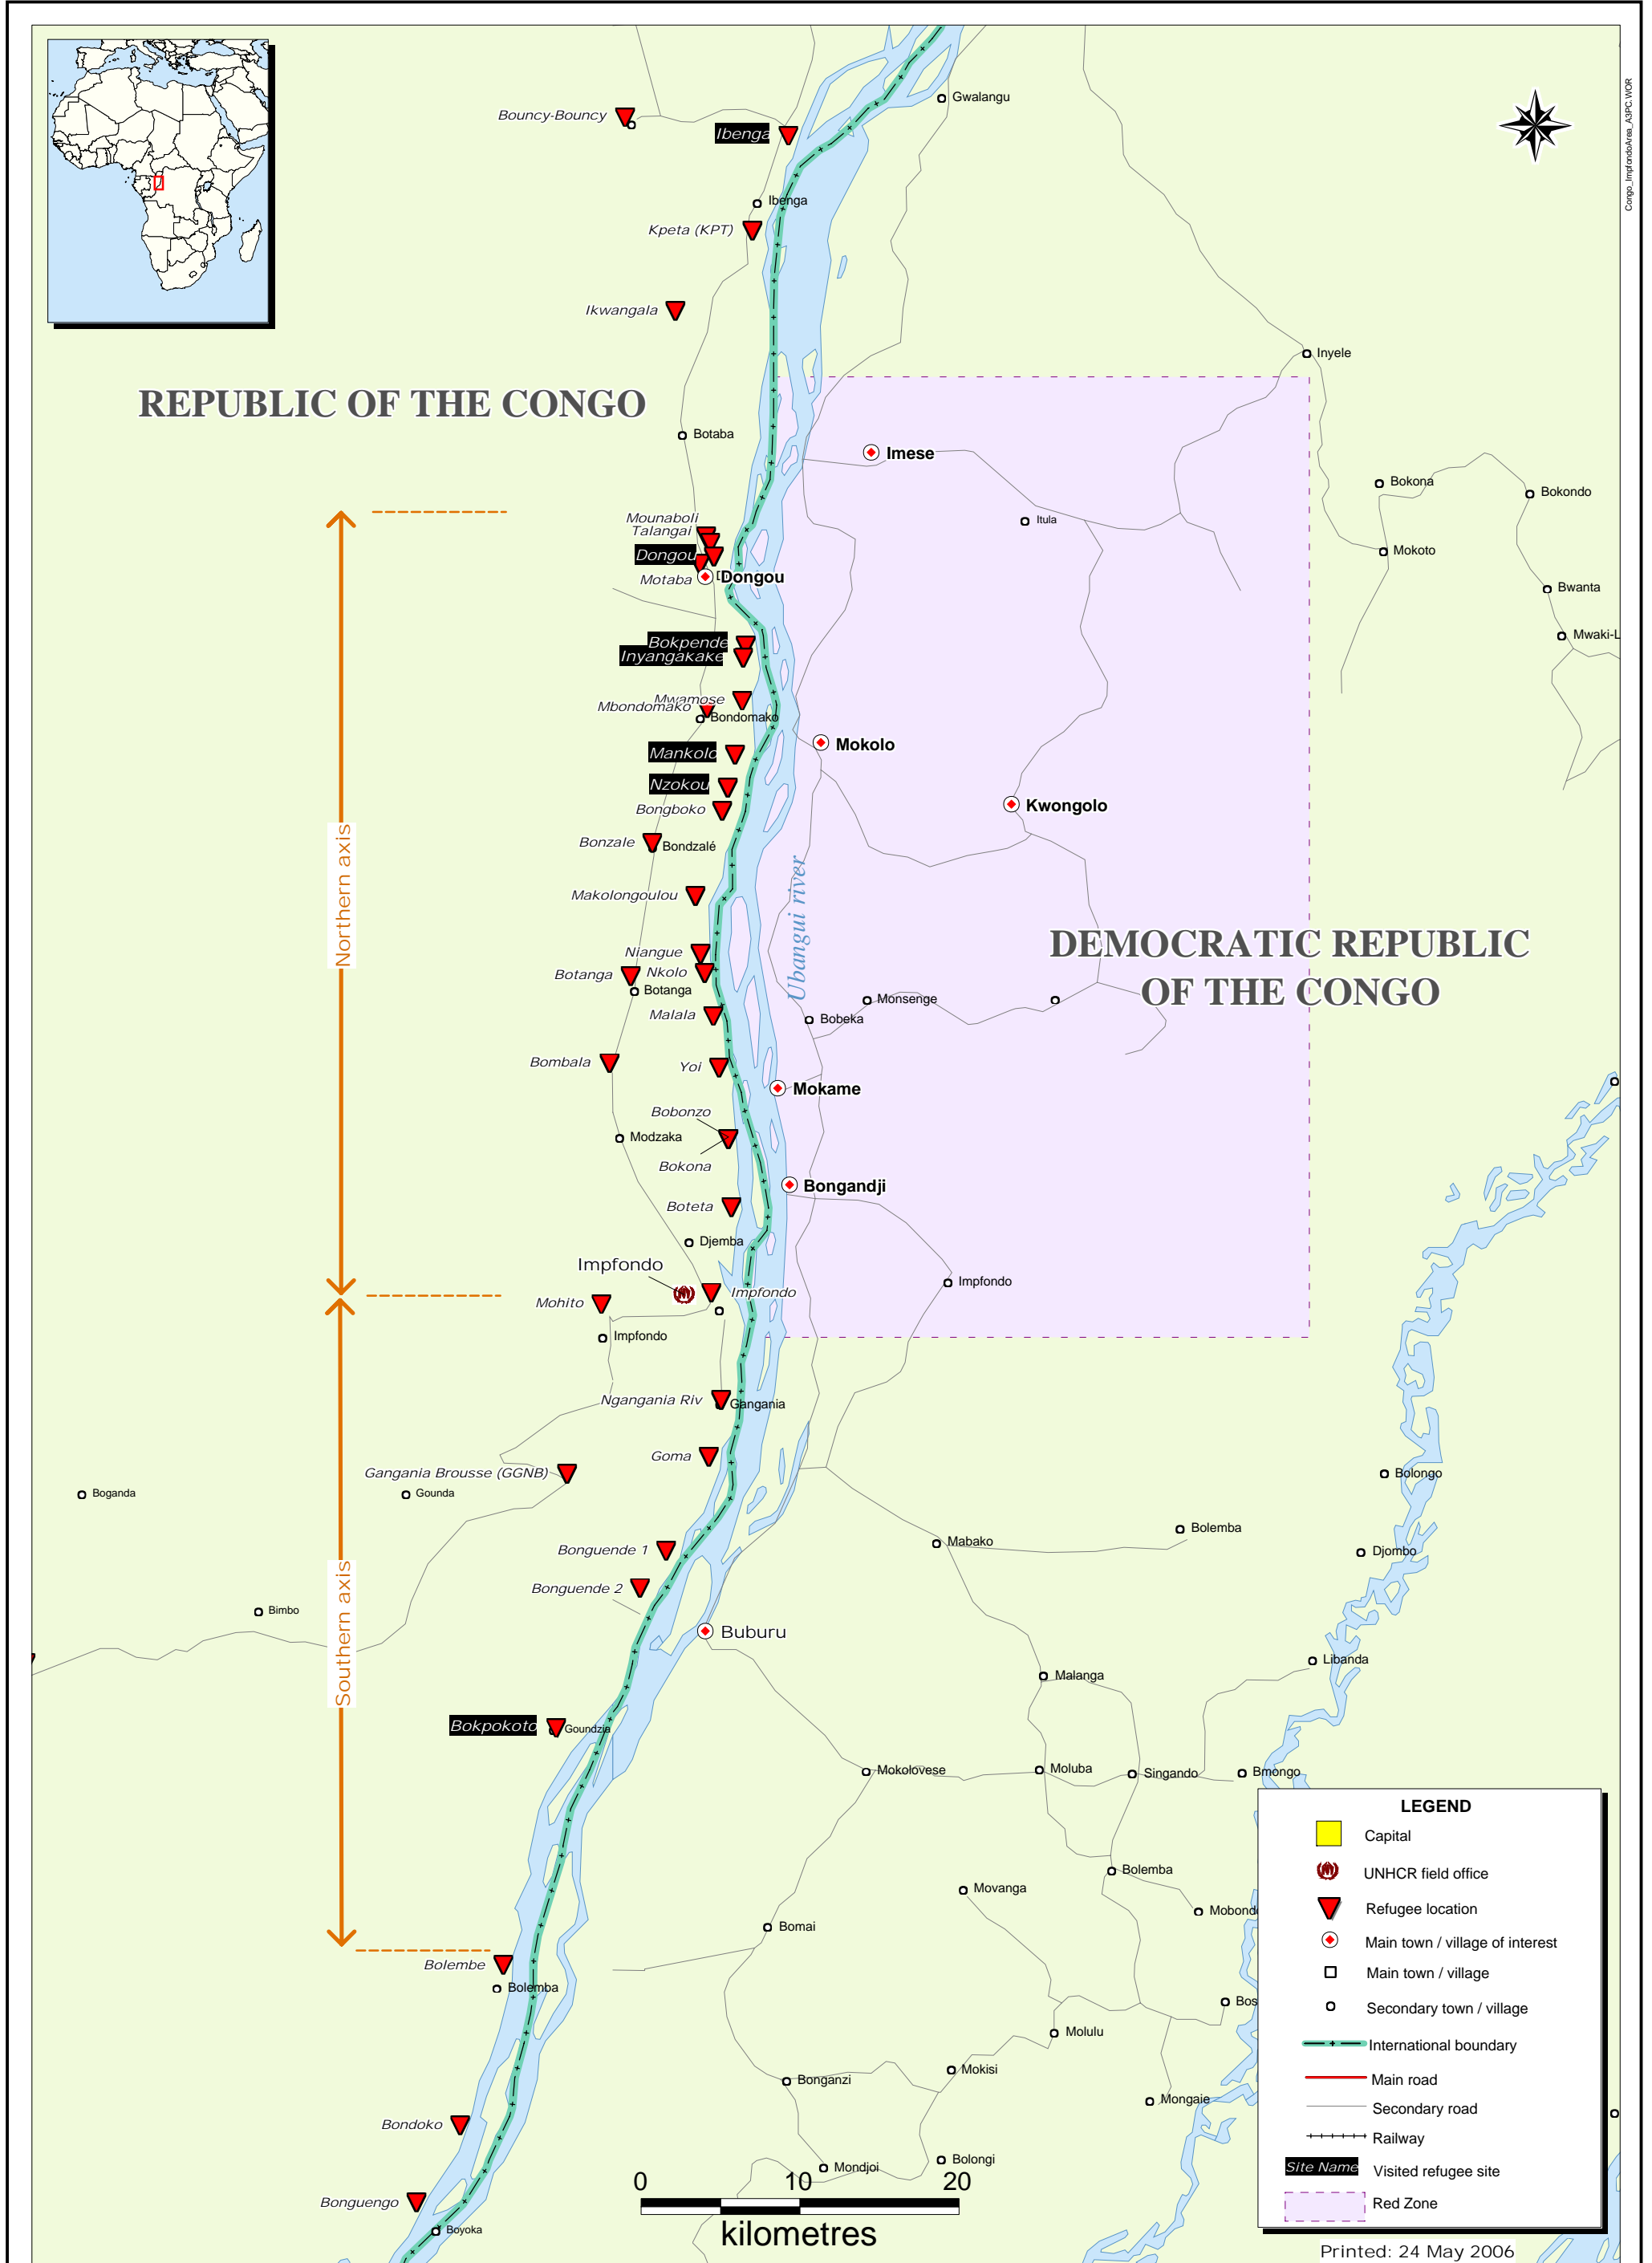 Congo_ImpfondoArea_A3PC.WOR
Gwalangu
Bouncy-Bouncy
Ibenga
Ibenga
Kpeta (KPT)
Ikwangala
Inyele
REPUBLIC OF THE CONGO
Botaba
Imese
Bokona
Bokondo
Mounaboli
Talangai
Itula
Dongou
Mokoto
Motaba
Dongou
Bwanta
Mwaki-L
Bokpende
Inyangakake
Mwamose
Mbondomako
Bondomako
Mokolo
Mankolo
Nzokou
Kwongolo
Bongboko
Bonzale
Bondzalé
Northern axis
Makolongoulou
Ubangui river
DEMOCRATIC REPUBLIC
OF THE CONGO
Niangue
Botanga
Nkolo
Botanga
Monsenge
Malala
Bobeka
Bombala
Yoi
Mokame
Bobonzo
Modzaka
Bokona
Bongandji
Boteta
Djemba
Impfondo
Impfondo
Impfondo
Mohito
Impfondo
Ngangania Riv
Gangania
Goma
Gangania Brousse (GGNB)
Bolongo
Boganda
Gounda
Bolemba
Mabako
Bonguende 1
Djombo
Bonguende 2
Bimbo
Buburu
Southern axis
Libanda
Malanga
Bokpokoto
Goundzia
Mokolovese
Moluba
Singando
Bmongo
Bolemba
Movanga
Mobond
Bomai
Bolembe
Bolemba
Bos
Molulu
Mokisi
Bonganzi
Mongaie
Bondoko
Bolongi
Mondjoi
Bonguengo
Boyoka
0 10 20
kilometres
LEGEND
Capital
UNHCR field office
Refugee location
Main town / village of interest
Main town / village
Secondary town / village
International boundary
Main road
Secondary road
Railway
Site Name
Visited refugee site
Red Zone
Printed: 24 May 2006